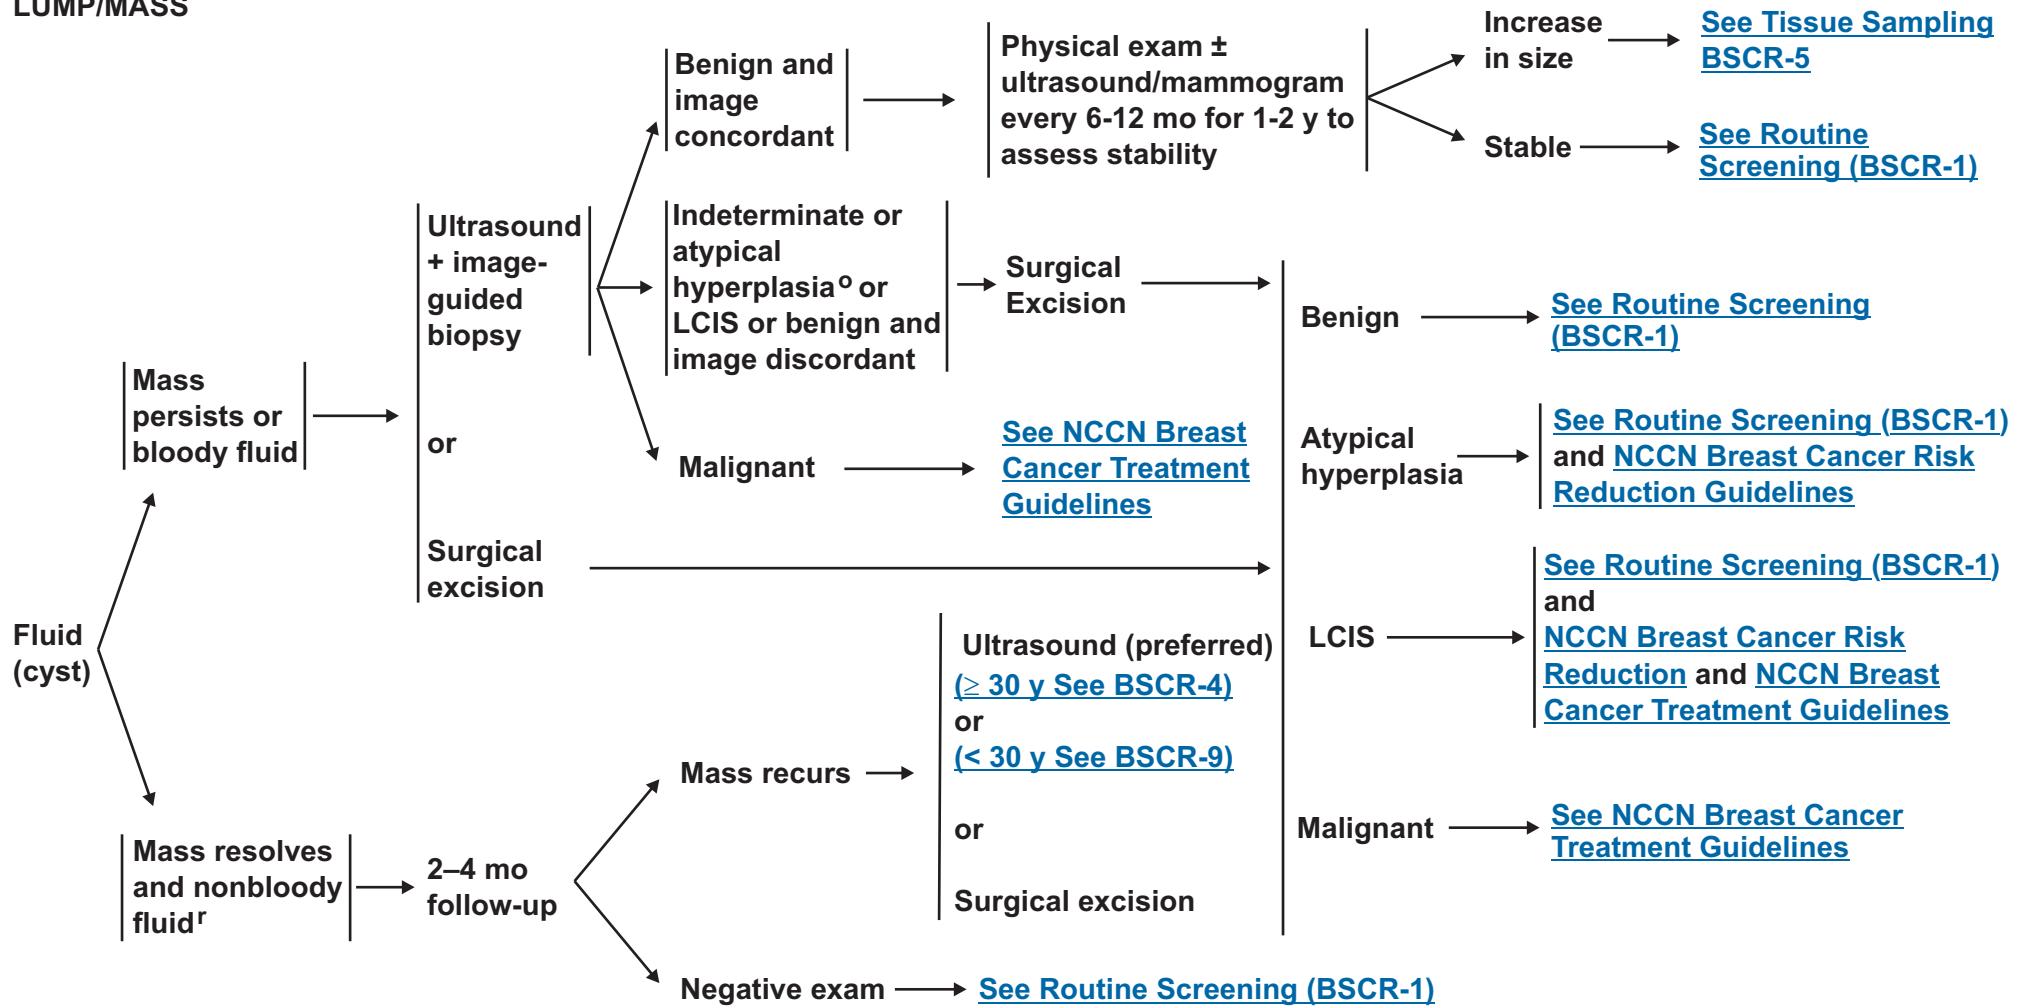 LUMP/MASS
Fluid
(cyst)
Mass
persists or
bloody fluid
Ultrasound
+ image-
guided
biopsy
or
Surgical
excision
Benign and
image
concordant
Physical exam ±
ultrasound/mammogram
every 6-12 mo for 1-2 y to
assess stability
Increase
in size
See Tissue Sampling
BSCR-5
Stable
See Routine
Screening (BSCR-1)
Indeterminate or
atypical
hyperplasiaᵒ or
LCIS or benign and
image discordant
Surgical
Excision
Malignant
See NCCN Breast
Cancer Treatment
Guidelines
Benign
See Routine Screening
(BSCR-1)
Atypical
hyperplasia
See Routine Screening (BSCR-1)
and NCCN Breast Cancer Risk
Reduction Guidelines
LCIS
See Routine Screening (BSCR-1)
and
NCCN Breast Cancer Risk
Reduction and NCCN Breast
Cancer Treatment Guidelines
Malignant
See NCCN Breast Cancer
Treatment Guidelines
Mass resolves
and nonbloody
fluidʳ
2–4 mo
follow-up
Mass recurs
Ultrasound (preferred)
(≥ 30 y See BSCR-4)
or
(< 30 y See BSCR-9)
or
Surgical excision
Negative exam
See Routine Screening (BSCR-1)